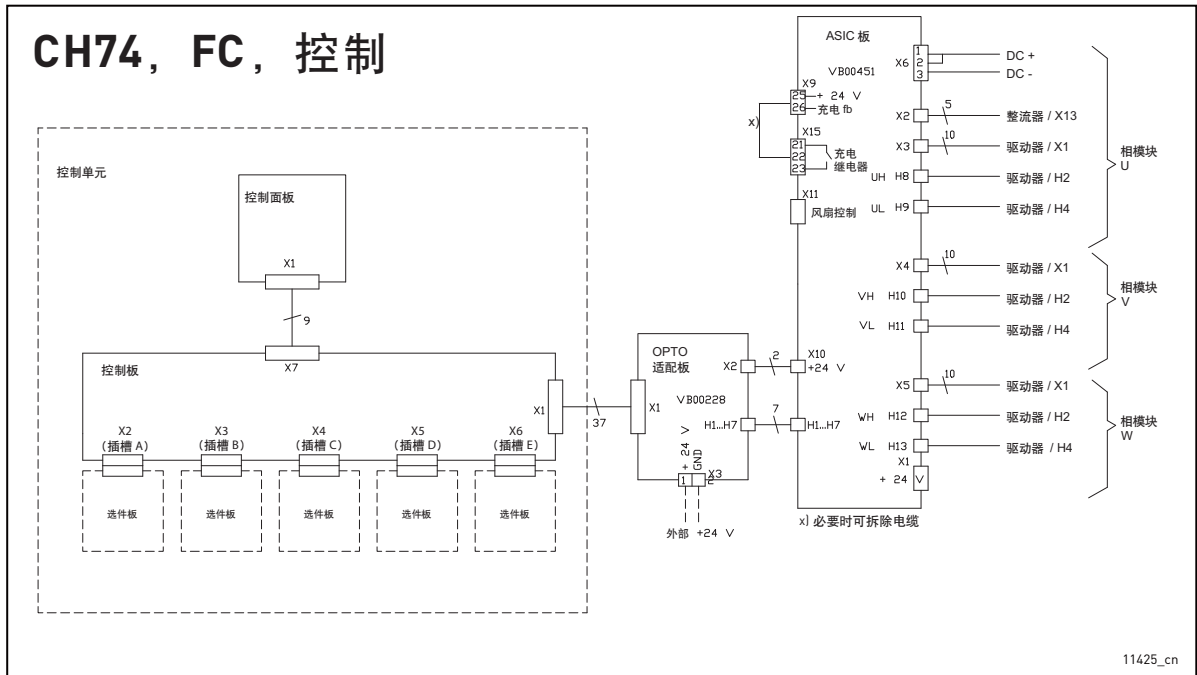 CH74, FC, 控制
控制单元
控制面板
X1
9
X7
控制板
X1
37
X2
(插槽 A)
X3
(插槽 B)
X4
(插槽 C)
X5
(插槽 D)
X6
(插槽 E)
选件板
选件板
选件板
选件板
选件板
OPTO
适配板
X2
2
X1
VB00228
H1...H7
7
+ 24 V
GND
1
2
X3
外部 +24 V
ASIC 板
VB00451
X9
25
+ 24 V
26
充电 fb
x)
X15
21
22
23
充电
继电器
X11
风扇控制
X10
+24 V
H1...H7
X6
1
2
3
DC +
DC -
X2
5
整流器 / X13
X3
10
驱动器 / X1
UH H8
驱动器 / H2
UL H9
驱动器 / H4
相模块
U
X4
10
驱动器 / X1
VH H10
驱动器 / H2
VL H11
驱动器 / H4
相模块
V
X5
10
驱动器 / X1
WH H12
驱动器 / H2
WL H13
驱动器 / H4
相模块
W
X1
+ 24 V
x) 必要时可拆除电缆
11425_cn